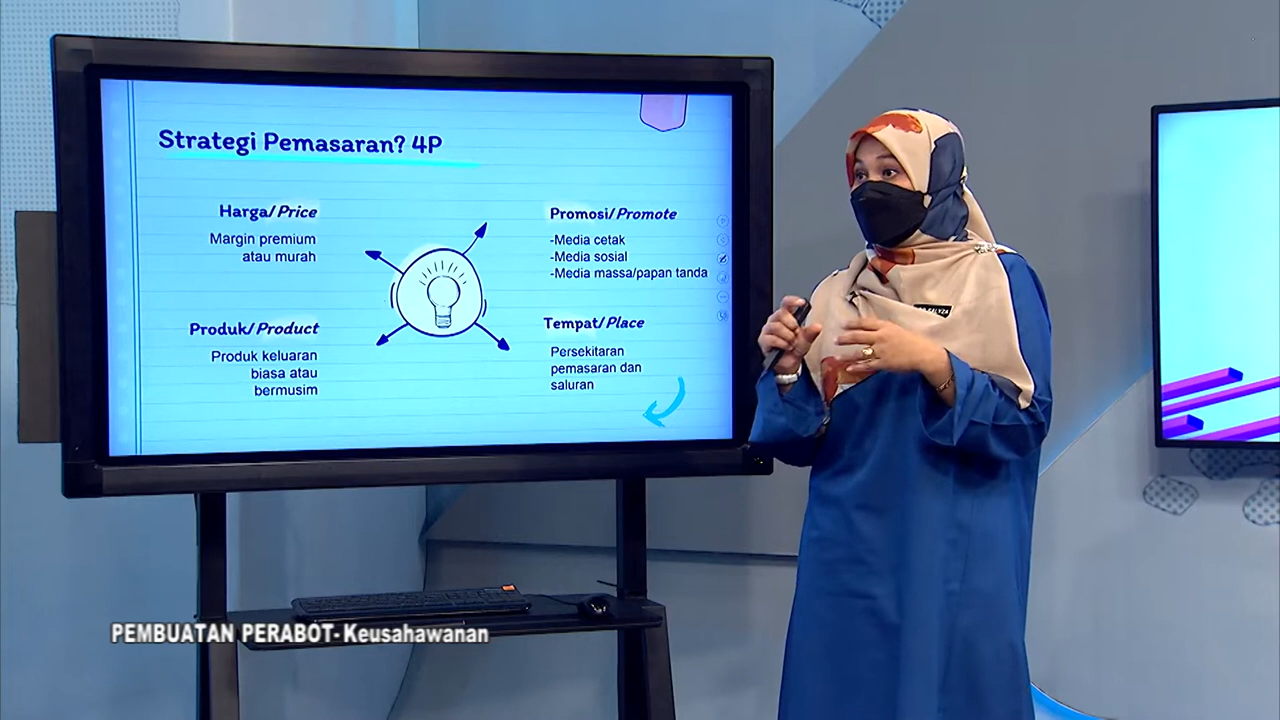 Strategi Pemasaran? 4P
Harga/Price
Margin premium
atau murah
Promosi/Promote
-Media cetak
-Media sosial
-Media massa/papan tanda
Produk/Product
Produk keluaran
biasa atau
bermusim
Tempat/Place
Persekitaran
pemasaran dan
saluran
PEMBUATAN PERABOT- Keusahawanan